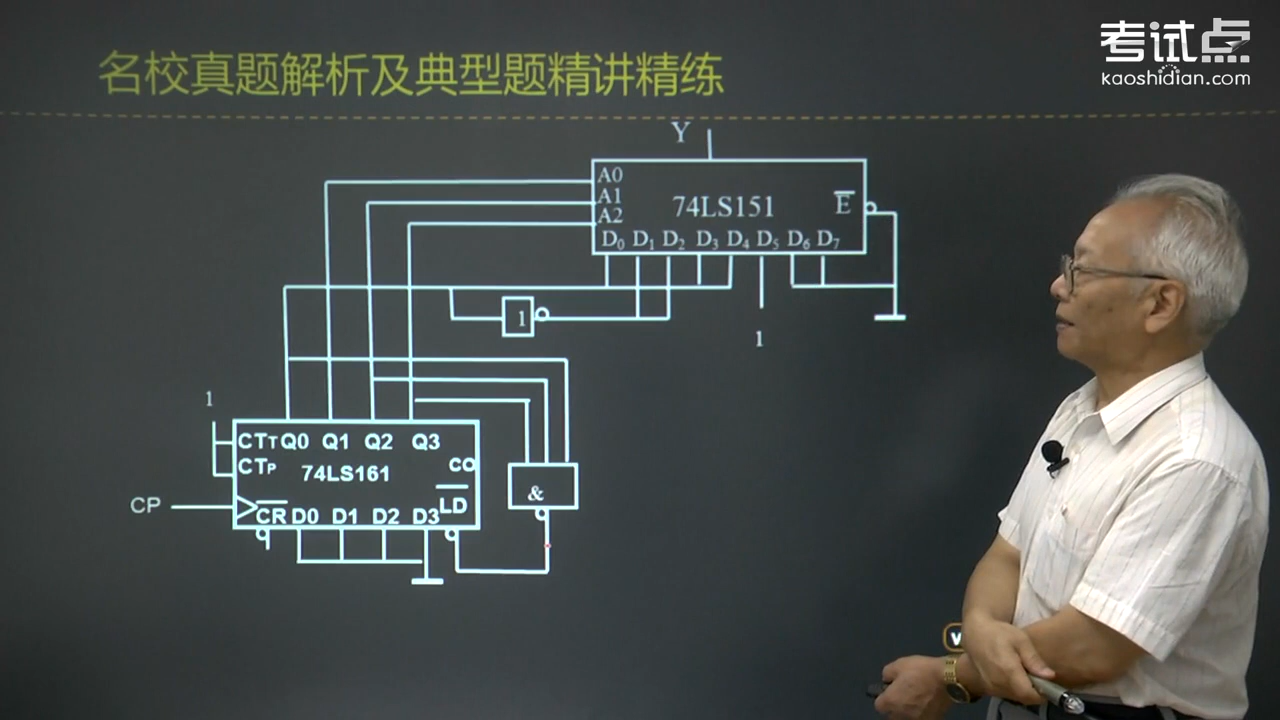 考试点
kaoshidian.com
名校真题解析及典型题精讲精练
Y
A0
A1
A2
74LS151
E
D0 D1 D2 D3 D4 D5 D6 D7
1
1
1
CTT Q0 Q1 Q2 Q3
CTP 74LS161 CO
CP
CR D0 D1 D2 D3 LD
&